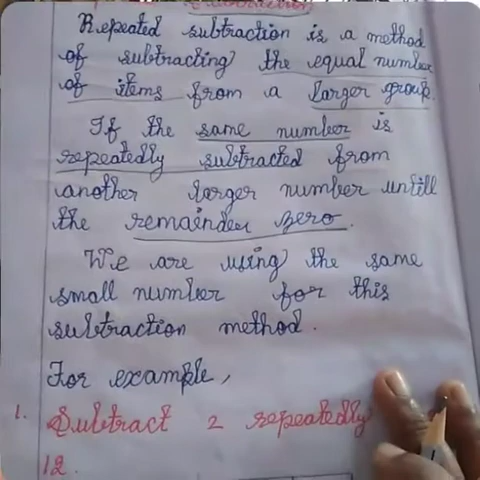 Subtraction
Repeated subtraction is a method
of subtracting the equal number
of items from a larger group.
If the same number is
repeatedly subtracted from
another larger number untill
the remainder zero.
We are using the same
small number for this
subtraction method.
For example,
1. Subtract 2 repeatedly
12.